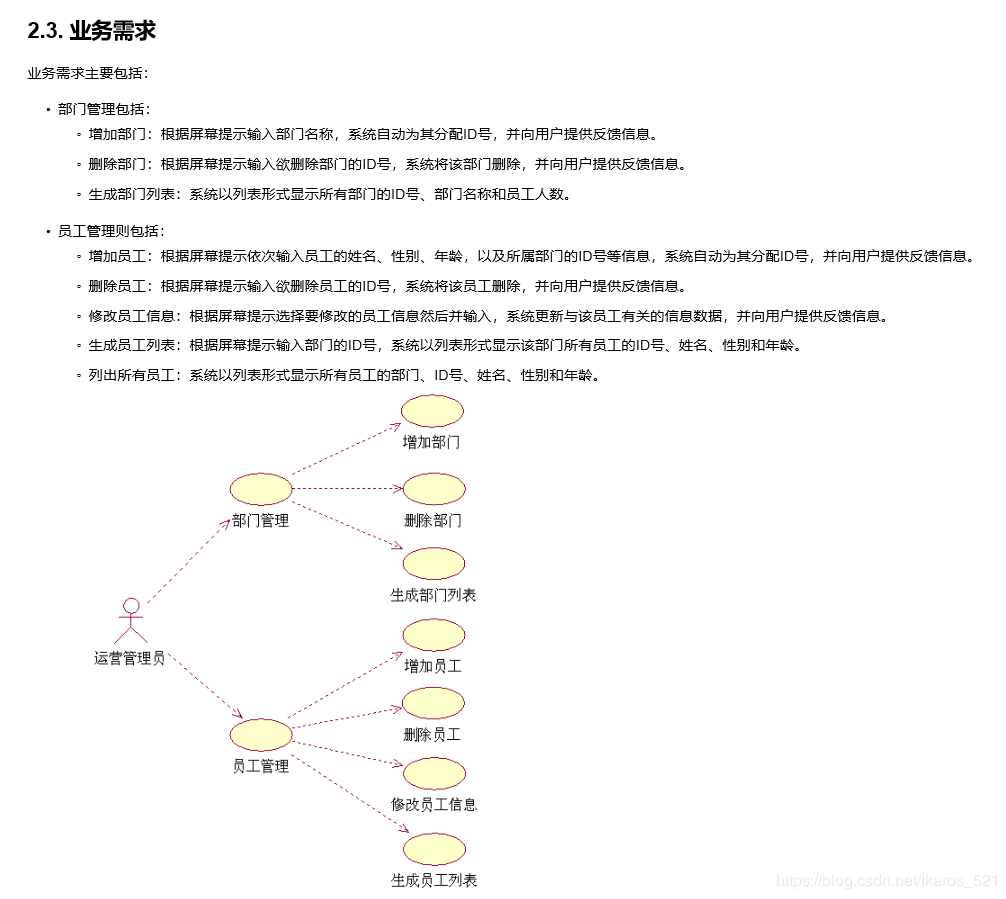 2.3. 业务需求
业务需求主要包括：
• 部门管理包括：
◦ 增加部门：根据屏幕提示输入部门名称，系统自动为其分配ID号，并向用户提供反馈信息。
◦ 删除部门：根据屏幕提示输入欲删除部门的ID号，系统将该部门删除，并向用户提供反馈信息。
◦ 生成部门列表：系统以列表形式显示所有部门的ID号、部门名称和员工人数。
• 员工管理则包括：
◦ 增加员工：根据屏幕提示依次输入员工的姓名、性别、年龄，以及所属部门的ID号等信息，系统自动为其分配ID号，并向用户提供反馈信息。
◦ 删除员工：根据屏幕提示输入欲删除员工的ID号，系统将该员工删除，并向用户提供反馈信息。
◦ 修改员工信息：根据屏幕提示选择要修改的员工信息然后并输入，系统更新与该员工有关的信息数据，并向用户提供反馈信息。
◦ 生成员工列表：根据屏幕提示输入部门的ID号，系统以列表形式显示该部门所有员工的ID号、姓名、性别和年龄。
◦ 列出所有员工：系统以列表形式显示所有员工的部门、ID号、姓名、性别和年龄。
增加部门
部门管理
删除部门
生成部门列表
运营管理员
增加员工
删除员工
员工管理
修改员工信息
生成员工列表
https://blog.csdn.net/Ikaros_521